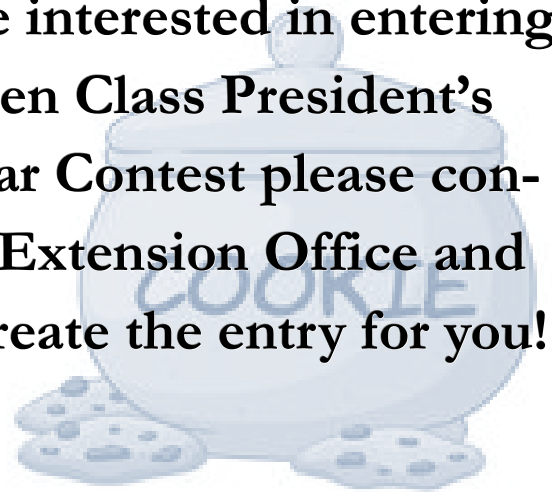 e interested in entering
en Class President's
ar Contest please con-
Extension Office and
reate the entry for you!
COOKIE